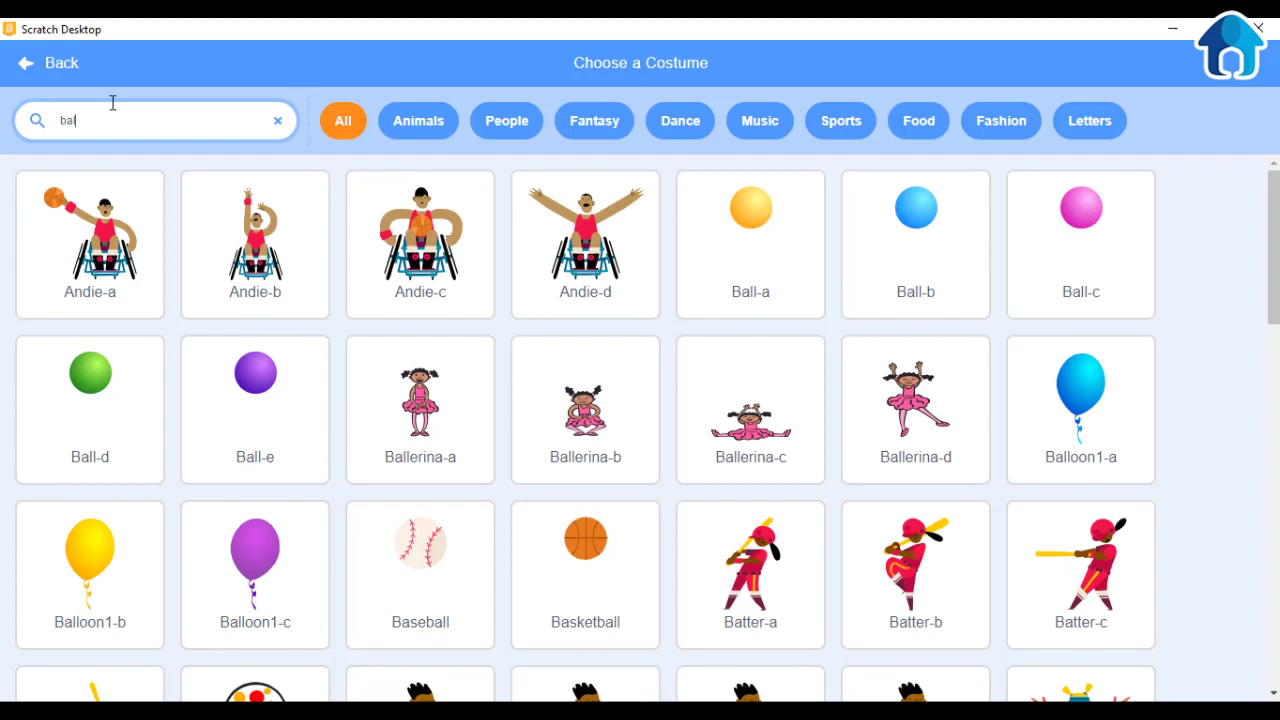 Scratch Desktop
Back
Choose a Costume
bal
All
Animals
People
Fantasy
Dance
Music
Sports
Food
Fashion
Letters
Andie-a
Andie-b
Andie-c
Andie-d
Ball-a
Ball-b
Ball-c
Ball-d
Ball-e
Ballerina-a
Ballerina-b
Ballerina-c
Ballerina-d
Balloon1-a
Balloon1-b
Balloon1-c
Baseball
Basketball
Batter-a
Batter-b
Batter-c